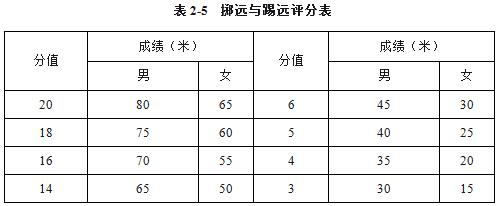 表 2-5 掷远与踢远评分表
分值 成绩（米） 分值 成绩（米）
男 女 男 女
20 80 65 6 45 30
18 75 60 5 40 25
16 70 55 4 35 20
14 65 50 3 30 15